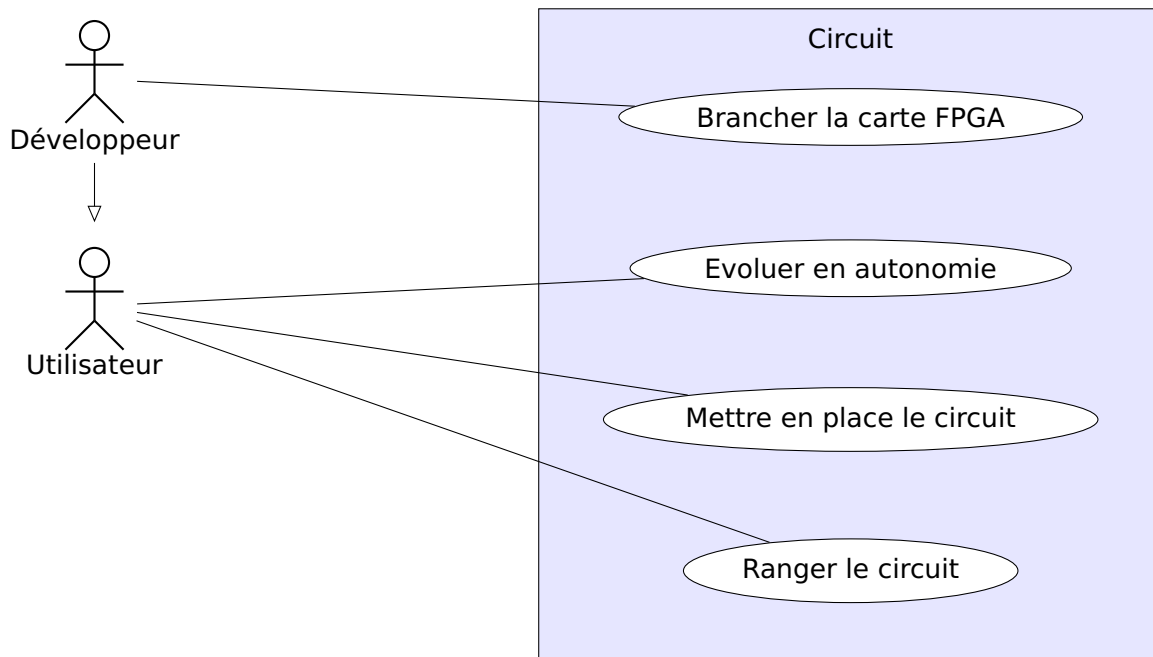 Circuit
Développeur
Brancher la carte FPGA
Utilisateur
Evoluer en autonomie
Mettre en place le circuit
Ranger le circuit